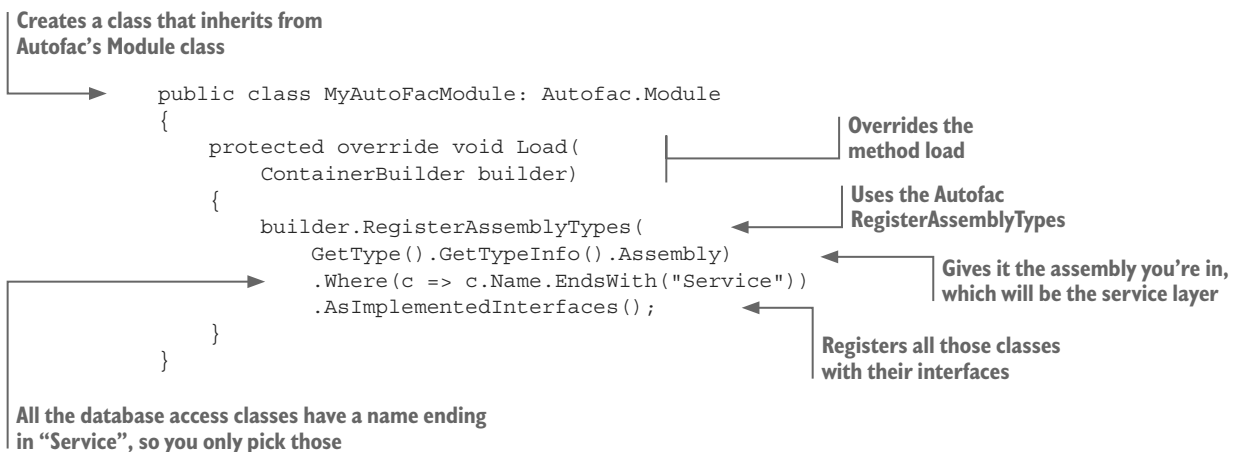 Creates a class that inherits from
Autofac's Module class
public class MyAutoFacModule: Autofac.Module
{
protected override void Load(
ContainerBuilder builder)
Overrides the
method load
{
builder.RegisterAssemblyTypes(
Uses the Autofac
RegisterAssemblyTypes
GetType().GetTypeInfo().Assembly)
Gives it the assembly you're in,
which will be the service layer
.Where(c => c.Name.EndsWith("Service"))
.AsImplementedInterfaces();
Registers all those classes
with their interfaces
}
}
All the database access classes have a name ending
in “Service”, so you only pick those